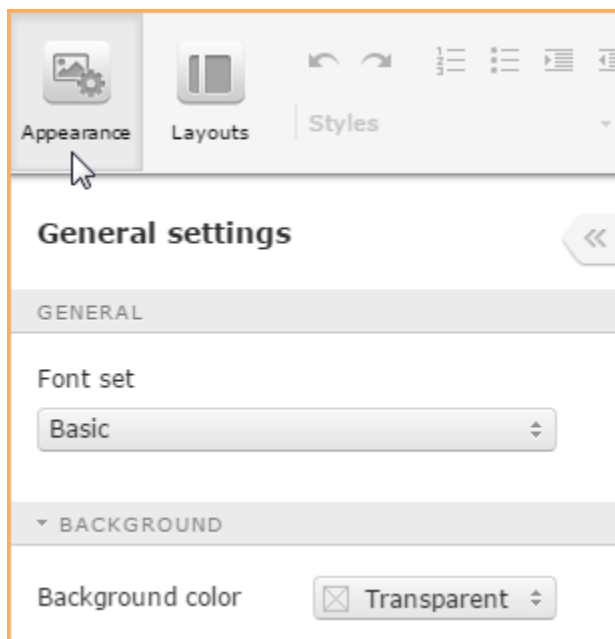 Appearance
Layouts
Styles
General settings
GENERAL
Font set
Basic
BACKGROUND
Background color
Transparent